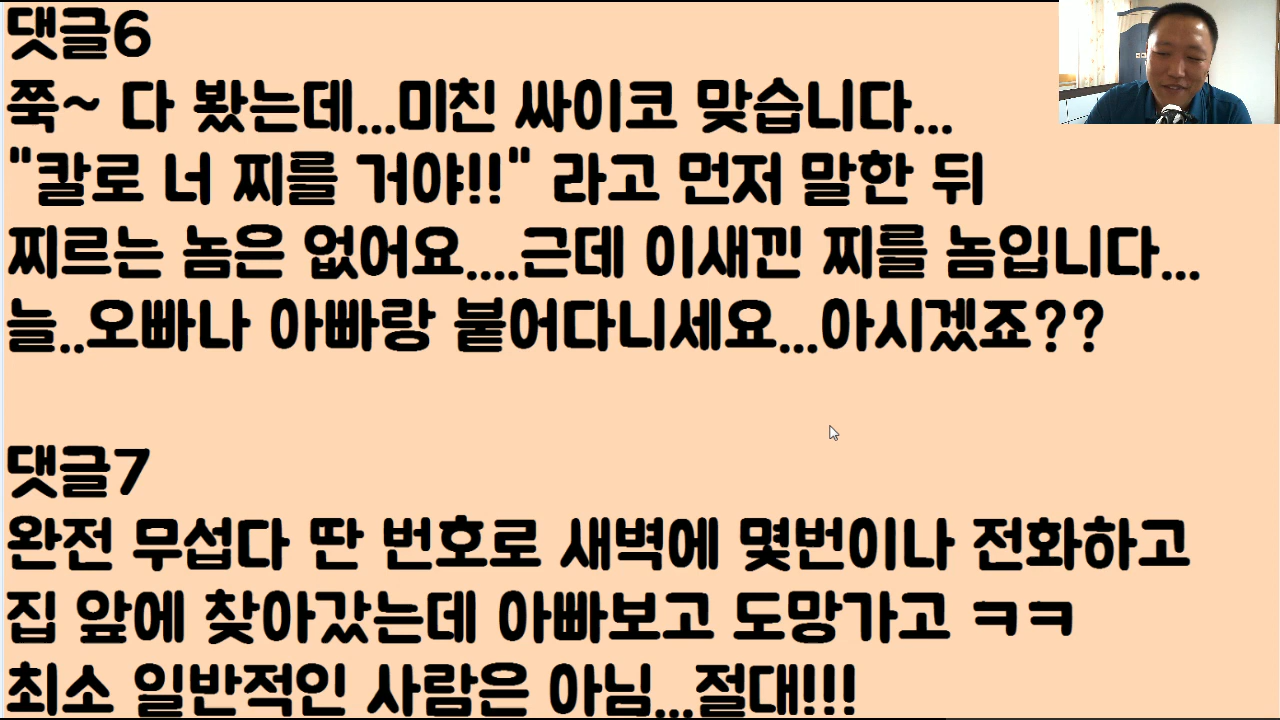 댓글6
쭉~ 다 봤는데...미친 싸이코 맞습니다...
"칼로 너 찌를 거야!!" 라고 먼저 말한 뒤
찌르는 놈은 없어요....근데 이새낀 찌를 놈입니다...
늘..오빠나 아빠랑 붙어다니세요...아시겠죠??
댓글7
완전 무섭다 딴 번호로 새벽에 몇번이나 전화하고
집 앞에 찾아갔는데 아빠보고 도망가고 ㅋㅋ
최소 일반적인 사람은 아님...절대!!!